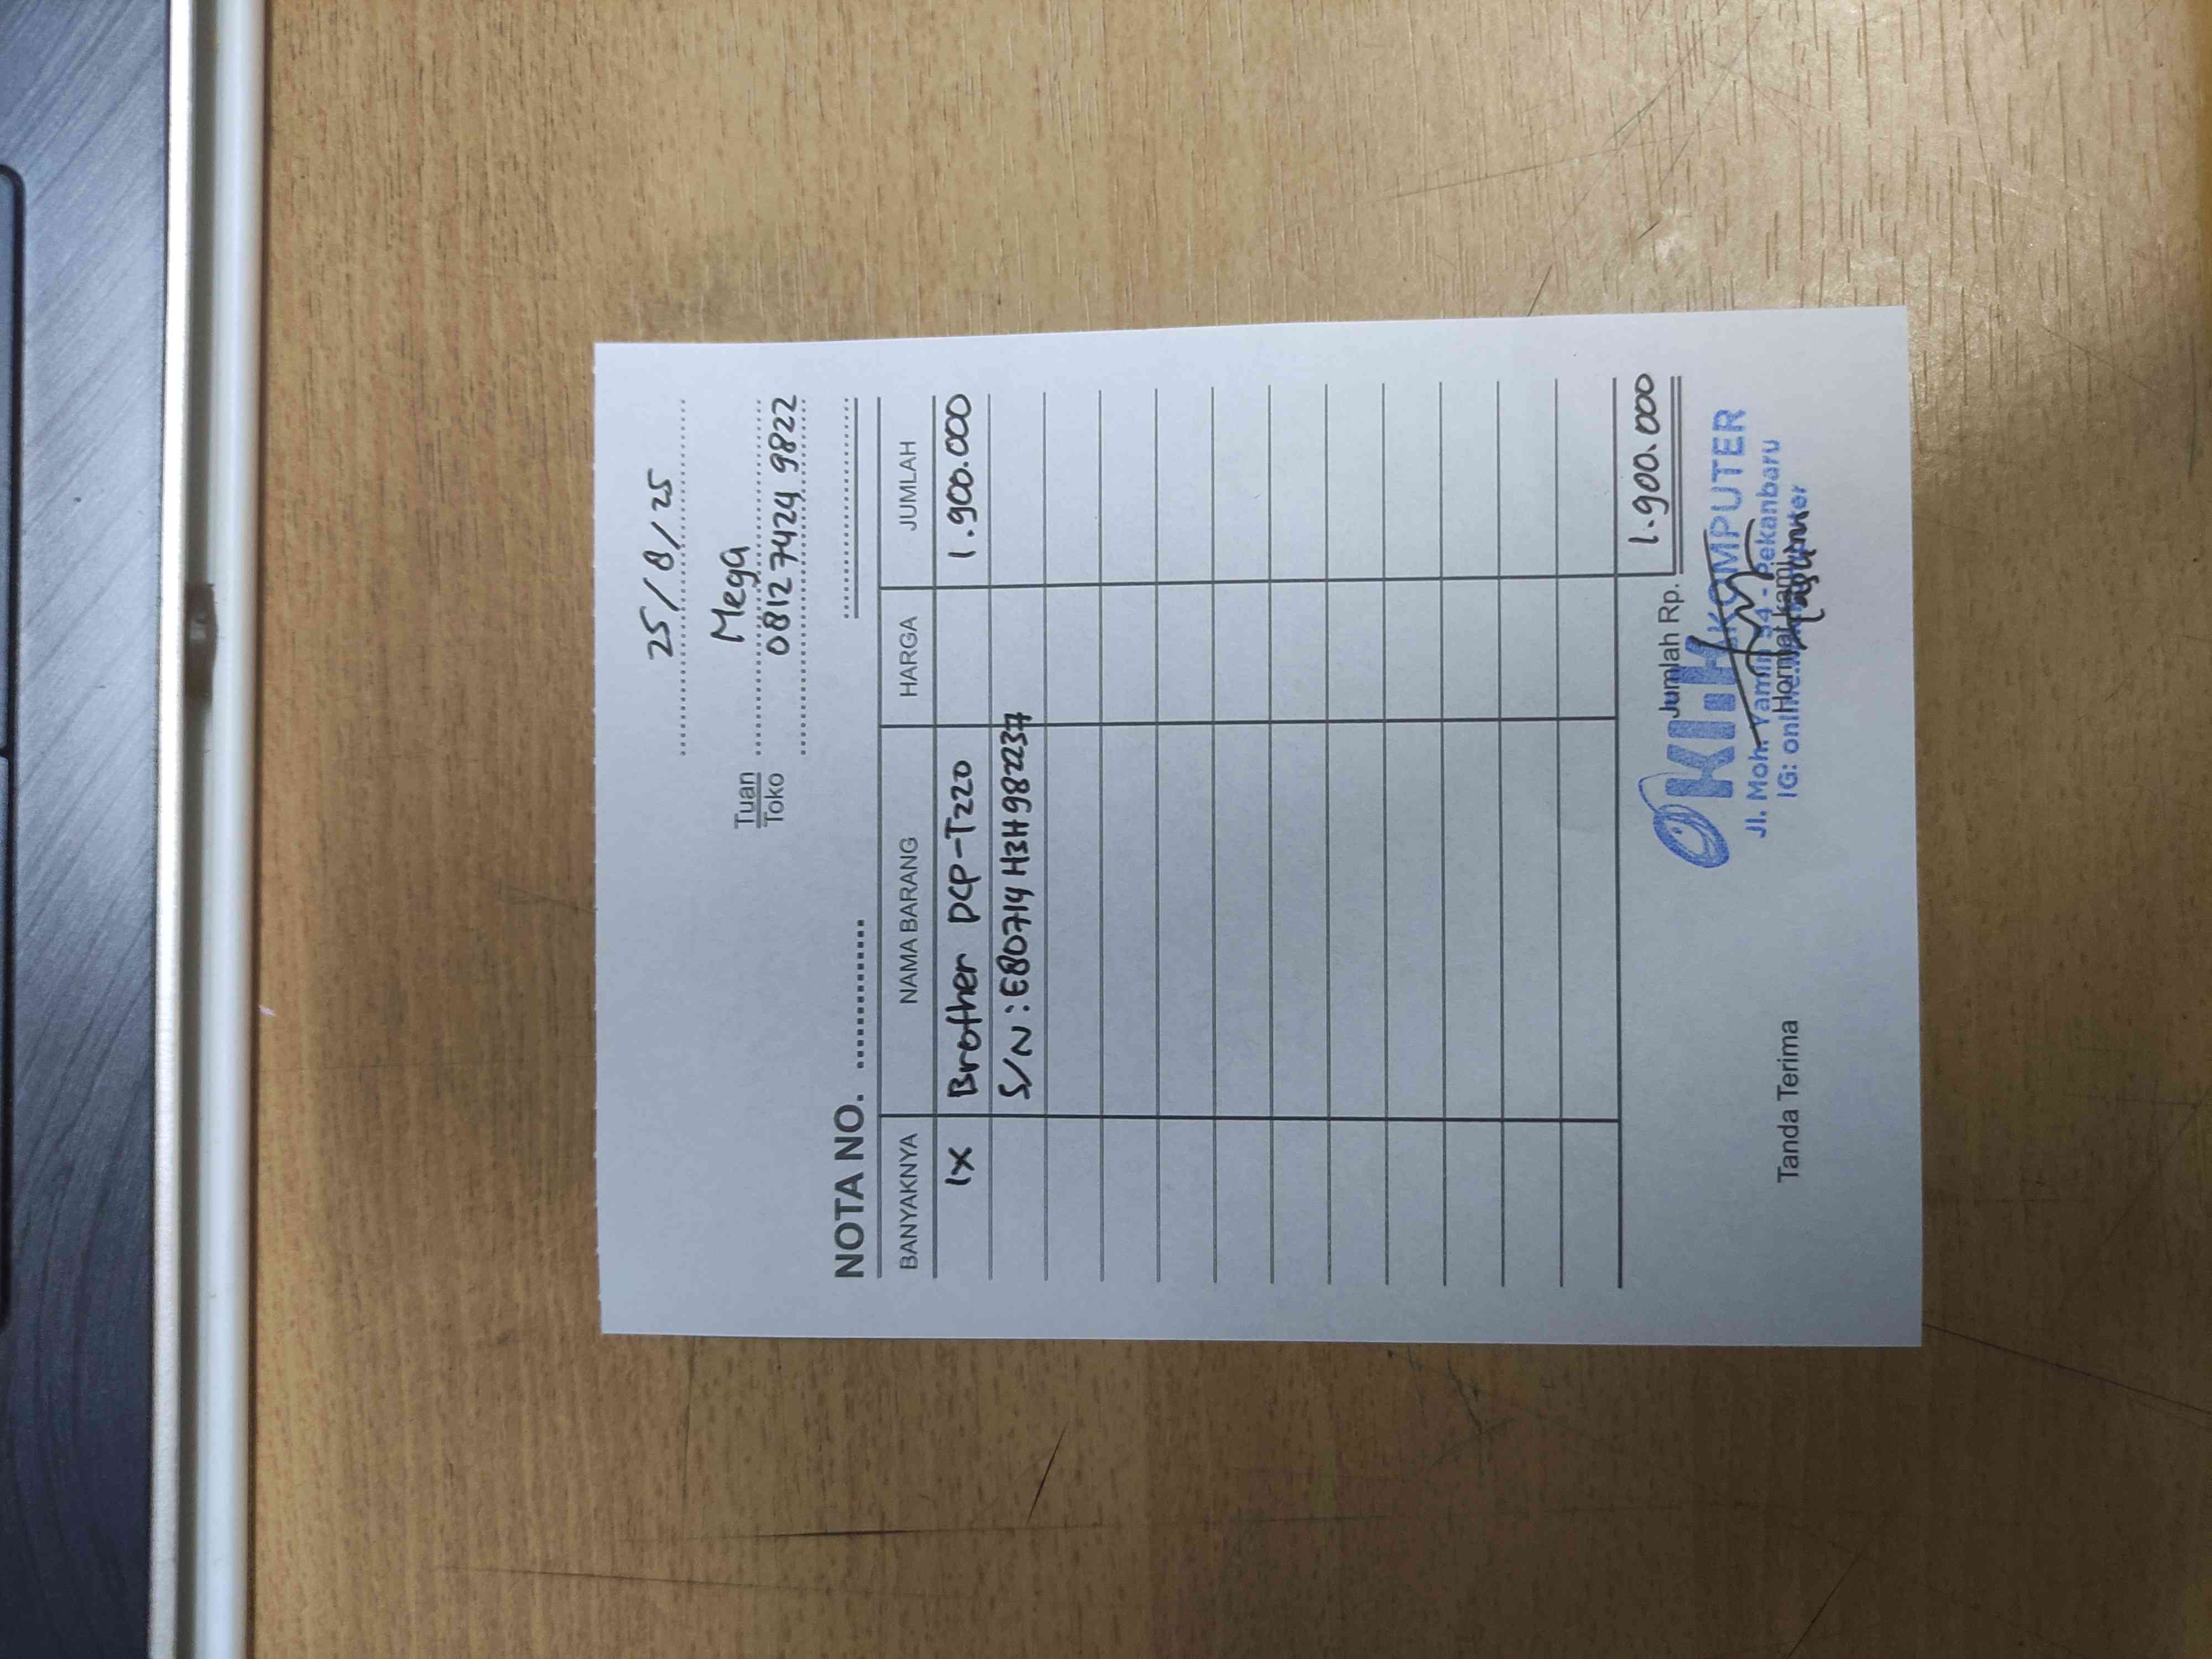 25/8/25
Tuan Mega
Toko 0812 7424 9822
NOTA NO. ..............
BANYAKNYA NAMA BARANG HARGA JUMLAH
1x Brother DCP-T220 1.900.000
S/N: E80714H3H982237
Jumlah Rp. 1.900.000
KOMPUTER
Jl. Moh. Yamin 54 - Pekanbaru
Tanda Terima Hormat kami
IG: